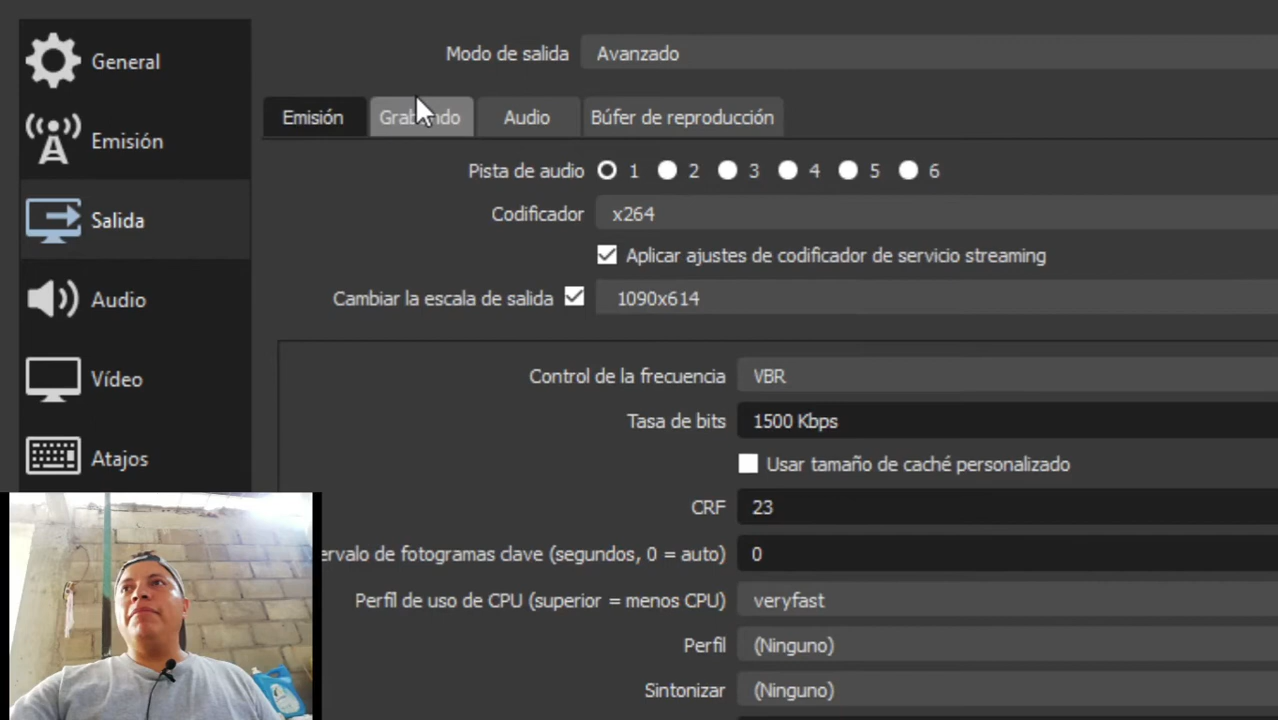 General
Emisión
Salida
Audio
Vídeo
Atajos
Modo de salida Avanzado
Emisión Grabando Audio Búfer de reproducción
Pista de audio 1 2 3 4 5 6
Codificador x264
Aplicar ajustes de codificador de servicio streaming
Cambiar la escala de salida 1090x614
Control de la frecuencia VBR
Tasa de bits 1500 Kbps
Usar tamaño de caché personalizado
CRF 23
ervalo de fotogramas clave (segundos, 0 = auto) 0
Perfil de uso de CPU (superior = menos CPU) veryfast
Perfil (Ninguno)
Sintonizar (Ninguno)